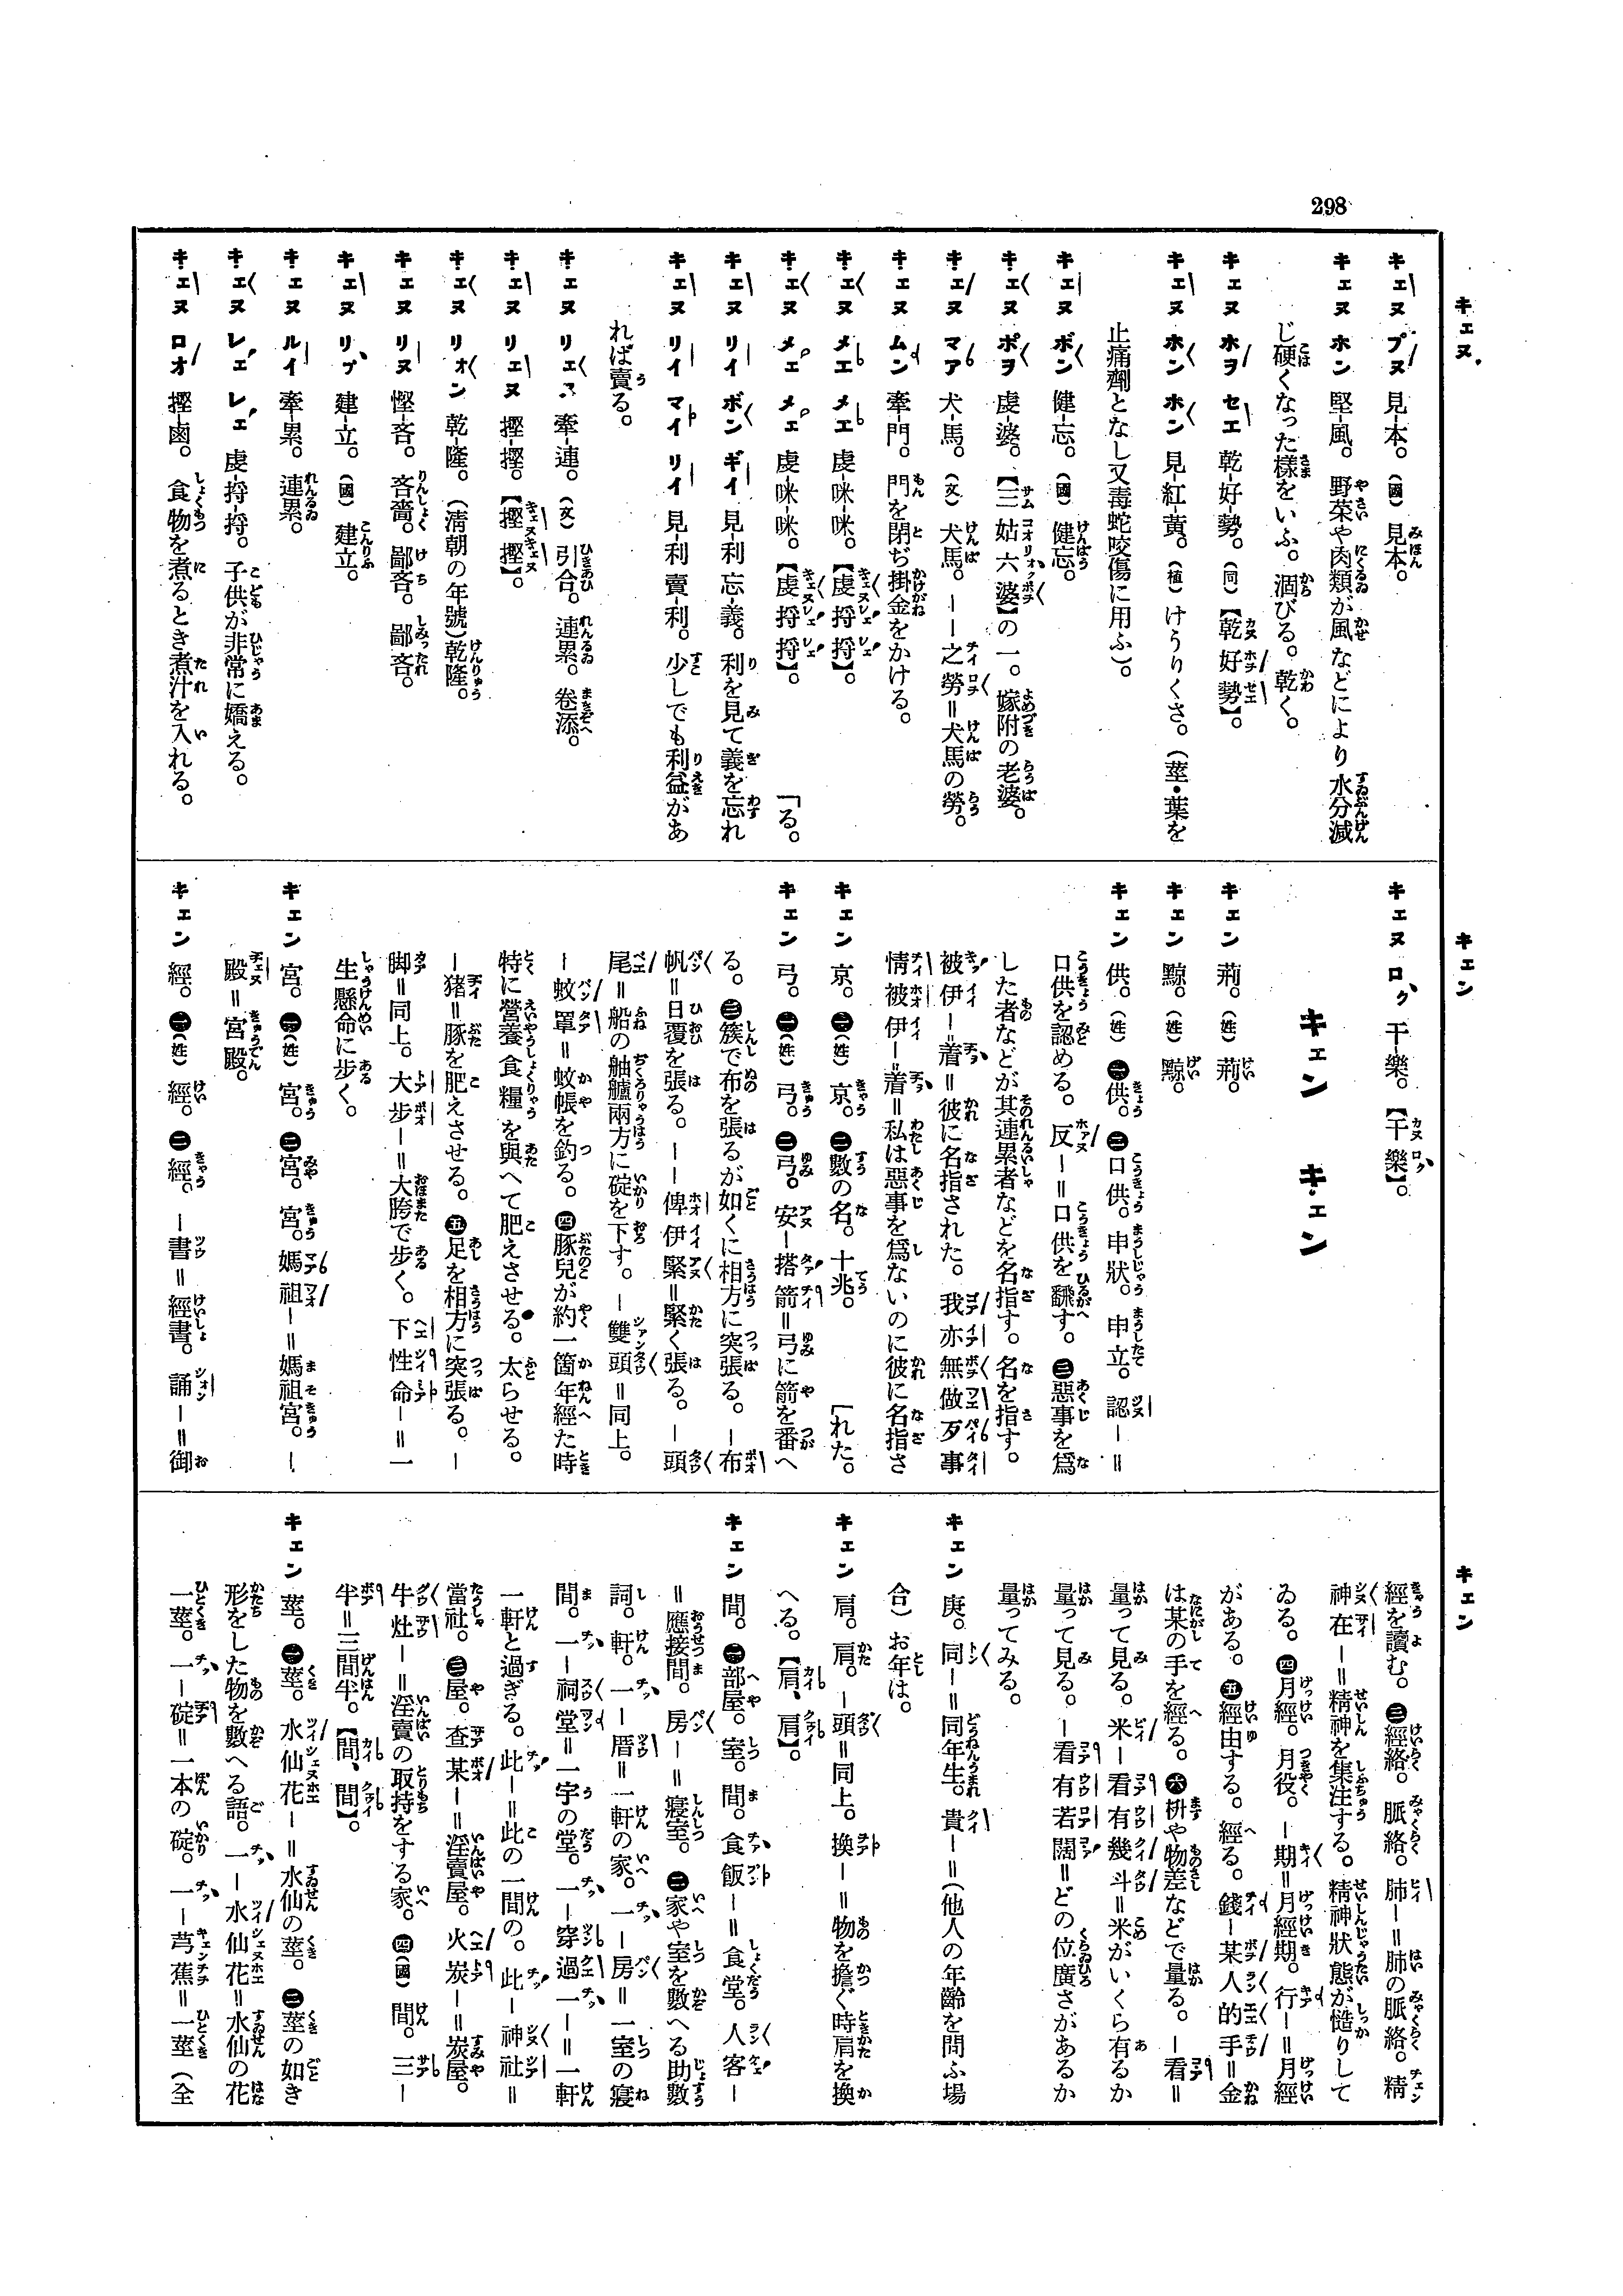 298
キェヌ
キェヌ プヌ 見-本。(國) 見本。
キェヌ ホン 堅-風。 野菜や肉類が風などにより水分減
じ硬くなった樣をいふ。涸びる。乾く。
キェヌ ホヲ セエ 乾-好-勢。(同)【乾好勢】。
キェヌ ホン ホン 見-紅-黃。(植) けうりくさ。(莖・葉を
止痛劑となし又毒蛇咬傷に用ふ)。
キェヌ ボン 健-忘。(國) 健忘。
キェヌ ポヲ 虔-婆。【三姑六婆】の一。嫁附の老婆。
キェヌ マア 犬-馬。(文) 犬馬。――之勞=犬馬の勞。
キェヌ ムン 牽-門。 門を閉ぢ掛金をかける。
キェヌ メエ メエ 虔-咪-咪。【虔捋捋】。
キェヌ メェ メェ 虔-咪-咪。【虔捋捋】。 「る。
キェヌ リイ ボン ギイ 見-利 忘-義。 利を見て義を忘れ
キェヌ リイ マイ リイ 見-利 賣-利。 少しでも利益があ
れば賣る。
キェヌ リェヌ 牽-連。(文) 引合。連累。卷添。
キェヌ リェヌ 摼-摼。【摼摼】。
キェヌ リォン 乾-隆。(淸朝の年號)乾隆。
キェヌ リヌ 慳-吝。 吝嗇。鄙吝。鄙吝。
キェヌ リプ 建-立。(國) 建立。
キェヌ ルイ 牽-累。 連累。
キェヌ レェ レェ 虔-捋-捋。 子供が非常に嬌える。
キェヌ ロオ 摼-鹵。 食物を煮るとき煮汁を入れる。
キェン
キェヌ ロク 干-樂。【干樂】。
キェン キェン
キェン 荊。(姓) 荊。
キェン 黥。(姓) 黥。
キェン 供。(姓) ㊀供。㊁口供。申狀。申立。認―=
口供を認める。反―=口供を飜す。㊂惡事を爲
した者などが其連累者などを名指す。名を指す。
被伊―着=彼に名指された。我亦無做歹事
情被伊―着=私は惡事を爲ないのに彼に名指さ
キェン 京。㊀(姓) 京。㊁數の名。十兆。 「れた。
キェン 弓。㊀(姓) 弓。㊁弓。安―搭箭=弓に箭を番へ
る。㊂簇で布を張るが如くに相方に突張る。―布
帆=日覆を張る。――俾伊緊=緊く張る。―頭
尾=船の舳艫兩方に碇を下す。―雙頭=同上。
―蚊罩=蚊帳を釣る。㊃豚兒が約一箇年經た時
特に營養食糧を與へて肥えさせる。太らせる。
―猪=豚を肥えさせる。㊄足を相方に突張る。―
脚=同上。大步―=大胯で步く。下性命―=一
生懸命に步く。
キェン 宮。㊀(姓) 宮。㊁宮。宮。媽祖―=媽祖宮。―
殿=宮殿。
キェン 經。㊀(姓) 經。㊁經。―書=經書。誦―=御
キェン
經を讀む。㊂經絡。脈絡。肺―=肺の脈絡。精
神在―=精神を集注する。精神狀態が慥りして
ゐる。㊃月經。月役。―期=月經期。行―=月經
がある。㊄經由する。經る。錢―某人的手=金
は某の手を經る。㊅枡や物差などで量る。―看=
量って見る。米―看有幾斗=米がいくら有るか
量って見る。―看有若闊=どの位廣さがあるか
量ってみる。
キェン 庚。同―=同年生。貴―=(他人の年齡を問ふ場
合) お年は。
キェン 肩。肩。―頭=同上。換―=物を擔ぐ時肩を換
へる。【肩、肩】。
キェン 間。㊀部屋。室。間。食飯―=食堂。人客―
=應接間。房―=寢室。㊁家や室を數へる助數
詞。軒。一―厝=一軒の家。一―房=一室の寢
間。一―祠堂=一宇の堂。一―穿過一―=一軒
一軒と過ぎる。此―=此の一間の。此―神社=
當社。㊂屋。査某―=淫賣屋。火炭―=炭屋。
牛灶―=淫賣の取持をする家。㊃(國) 間。三―
半=三間半。【間、間】。
キェン 莖。㊀莖。水仙花―=水仙の莖。㊁莖の如き
形をした物を數へる語。一―水仙花=水仙の花
一莖。一―碇=一本の碇。一―芎蕉=一莖(全